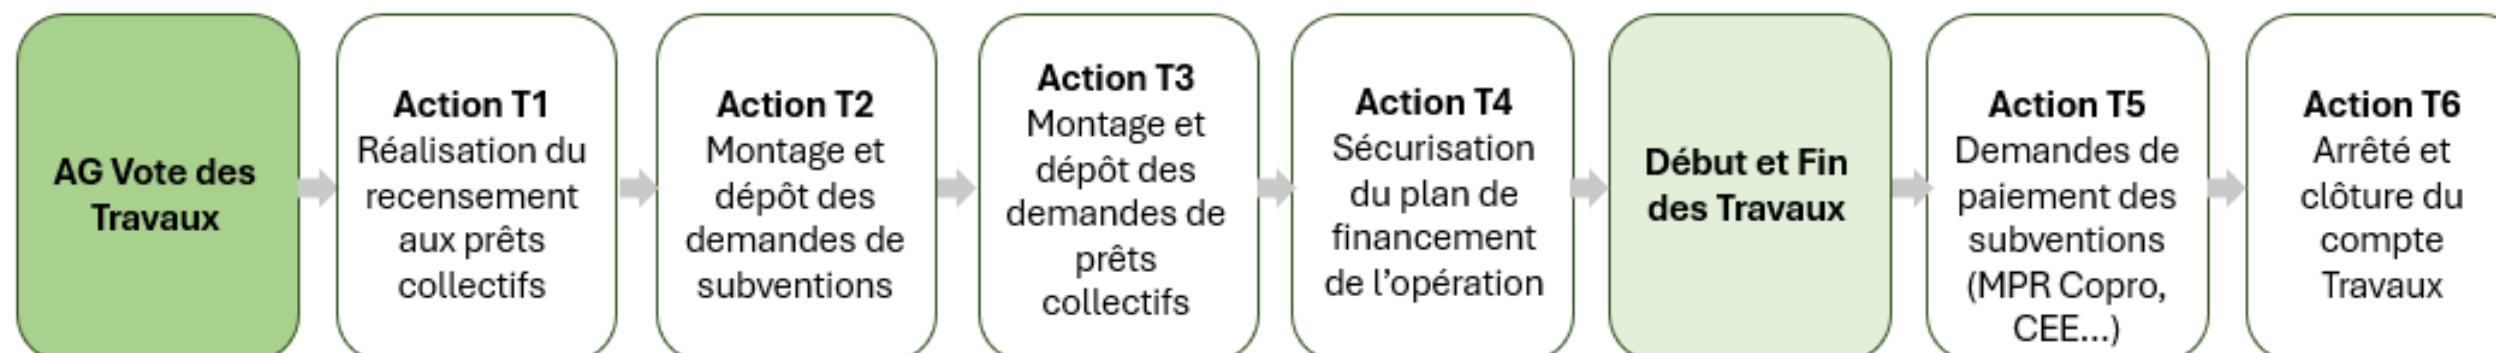 AG Vote des
Travaux
Action T1
Réalisation du
recensement
aux prêts
collectifs
Action T2
Montage et
dépôt des
demandes de
subventions
Action T3
Montage et
dépôt des
demandes de
prêts
collectifs
Action T4
Sécurisation
du plan de
financement
de l’opération
Début et Fin
des Travaux
Action T5
Demandes de
paiement des
subventions
(MPR Copro,
CEE...)
Action T6
Arrêté et
clôture du
compte
Travaux